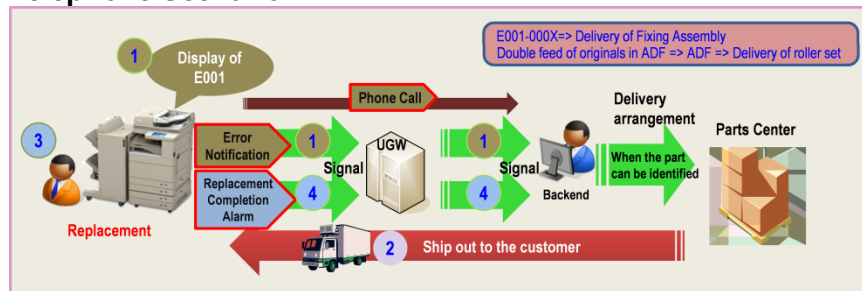 E001-000X=> Delivery of Fixing Assembly
Double feed of originals in ADF => ADF => Delivery of roller set
1
Display of
E001
Phone Call
Delivery
arrangement
Parts Center
3
Error
Notification
1
Signal
UGW
1
Signal
When the part
can be identified
Replacement
Completion
Alarm
4
4
Backend
Replacement
2
Ship out to the customer